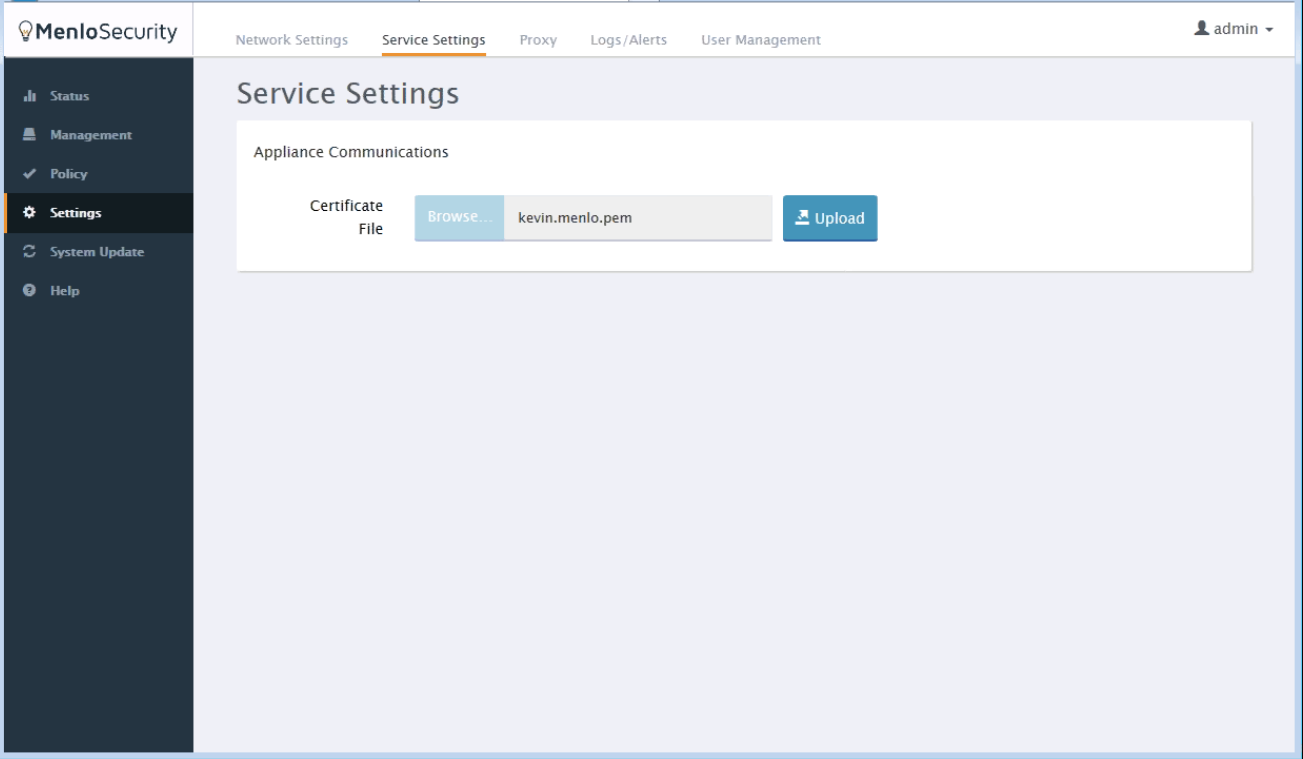 MenloSecurity
Network Settings
Service Settings
Proxy
Logs/Alerts
User Management
admin
Status
Management
Policy
Settings
System Update
Help
Service Settings
Appliance Communications
Certificate
File
Browse...
kevin.menlo.pem
Upload